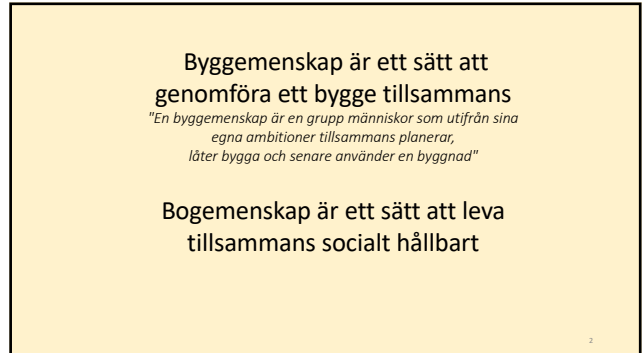 Byggemenskap är ett sätt att
genomföra ett bygge tillsammans
"En byggemenskap är en grupp människor som utifrån sina
egna ambitioner tillsammans planerar,
låter bygga och senare använder en byggnad"
Bogemenskap är ett sätt att leva
tillsammans socialt hållbart
2